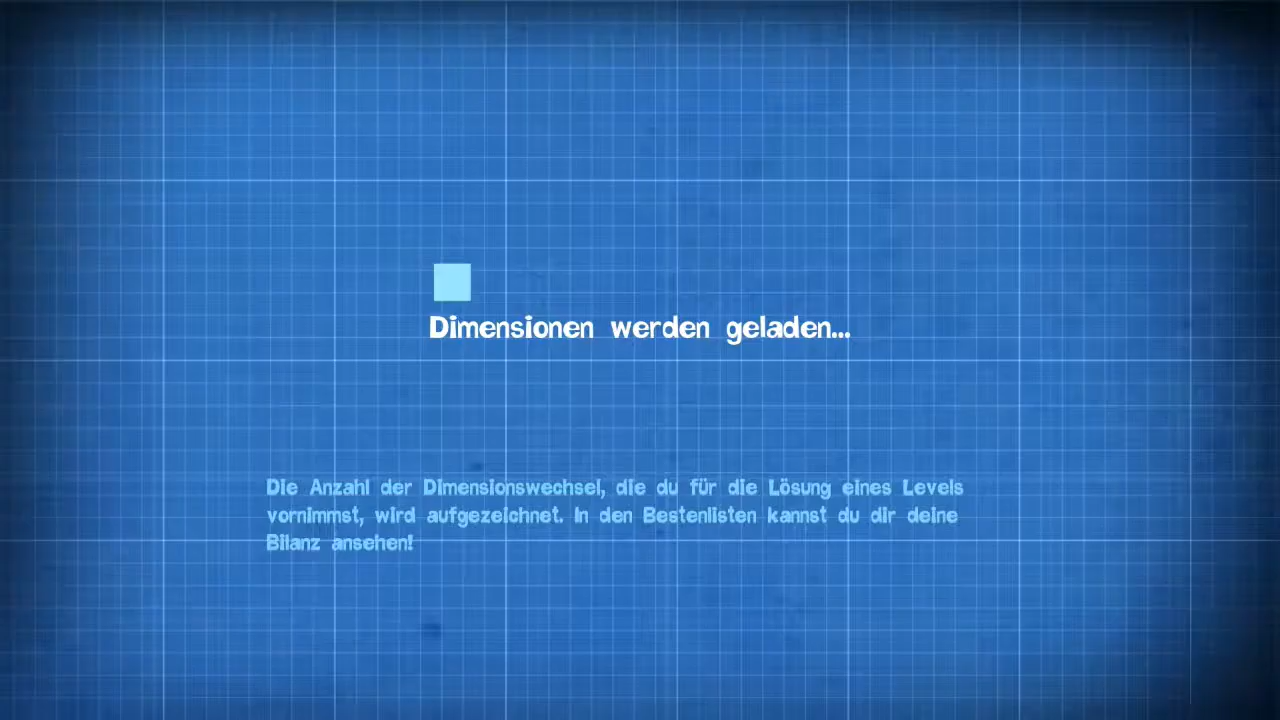 Dimensionen werden geladen...
Die Anzahl der Dimensionswechsel, die du für die Lösung eines Levels
vornimmst, wird aufgezeichnet. In den Bestenlisten kannst du dir deine
Bilanz ansehen!